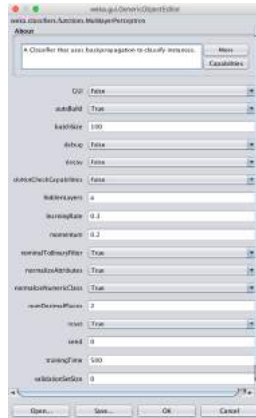 weka.gui.GenericObjectEditor
weka.classifiers.functions.MultilayerPerceptron
About
A Classifier that uses backpropagation to classify instances.
More
Capabilities
GUI False
autoBuild True
batchSize 100
debug False
decay False
doNotCheckCapabilities False
hiddenLayers a
learningRate 0.3
momentum 0.2
nominalToBinaryFilter True
normalizeAttributes True
normalizeNumericClass True
numDecimalPlaces 2
reset True
seed 0
trainingTime 500
validationSetSize 0
Open... Save... OK Cancel